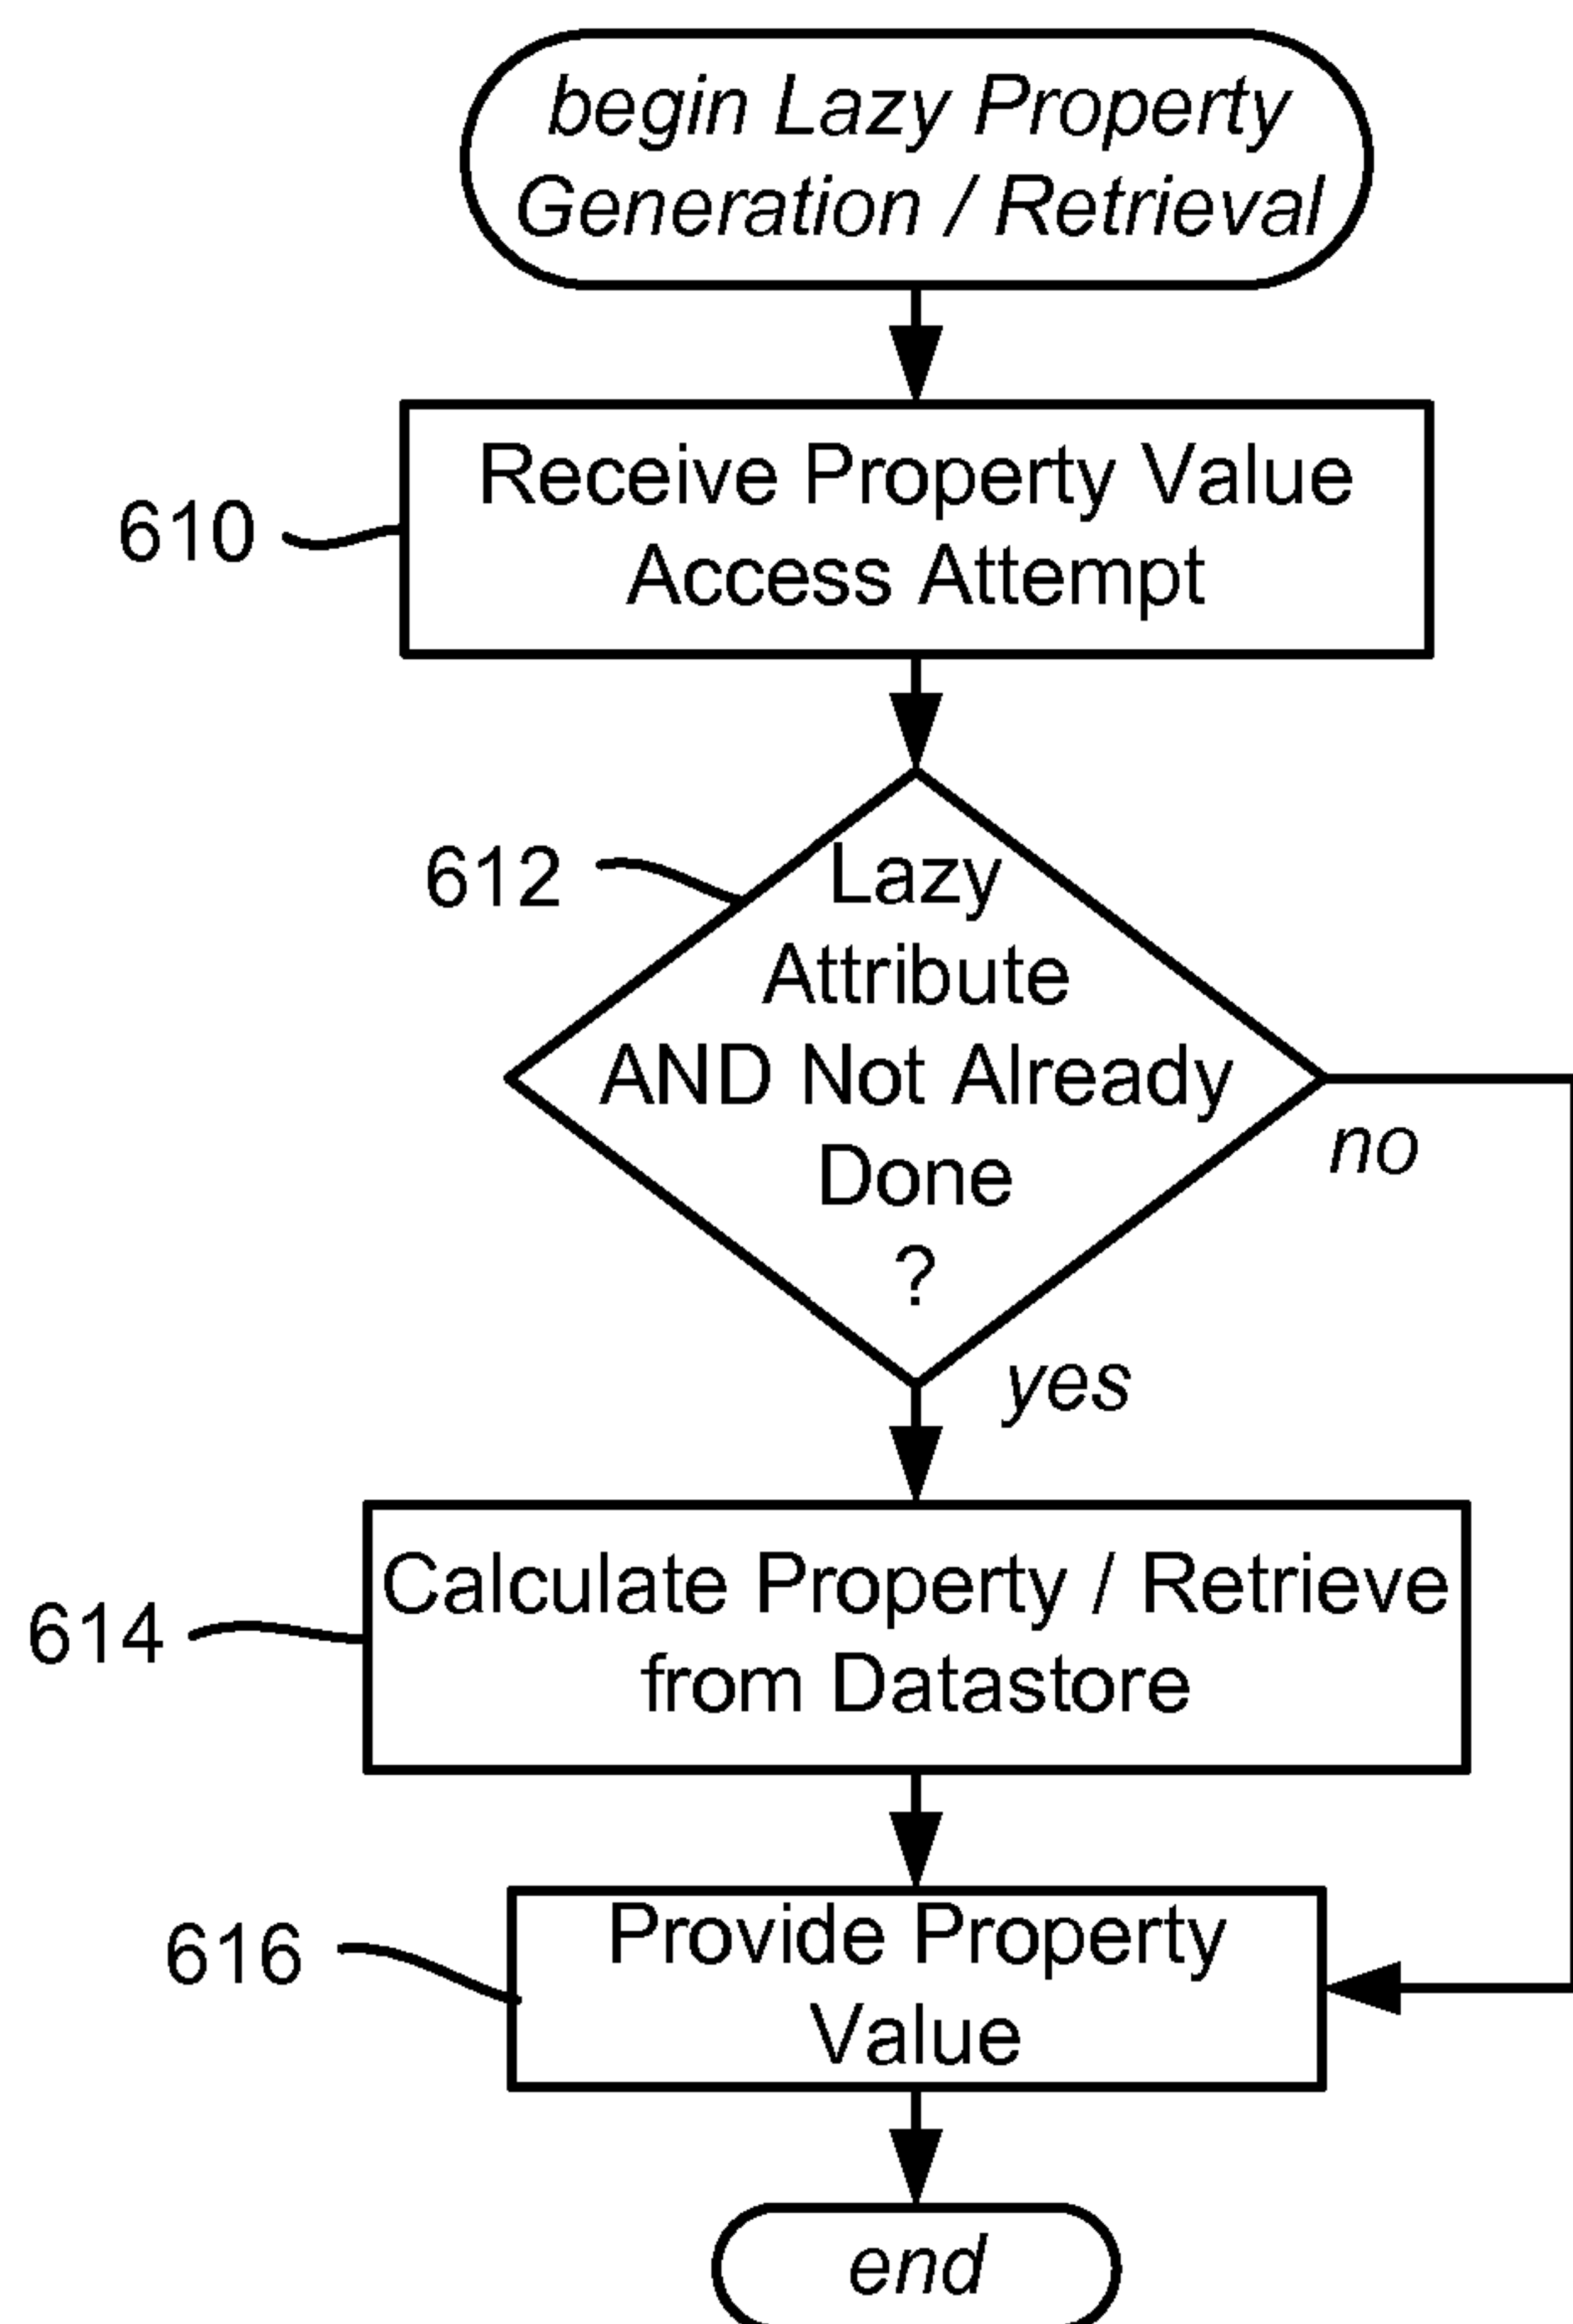 begin Lazy Property
Generation / Retrieval
Receive Property Value
Access Attempt
610
Lazy
Attribute
AND Not Already
Done
?
612
no
yes
Calculate Property / Retrieve
from Datastore
614
Provide Property
Value
616
end